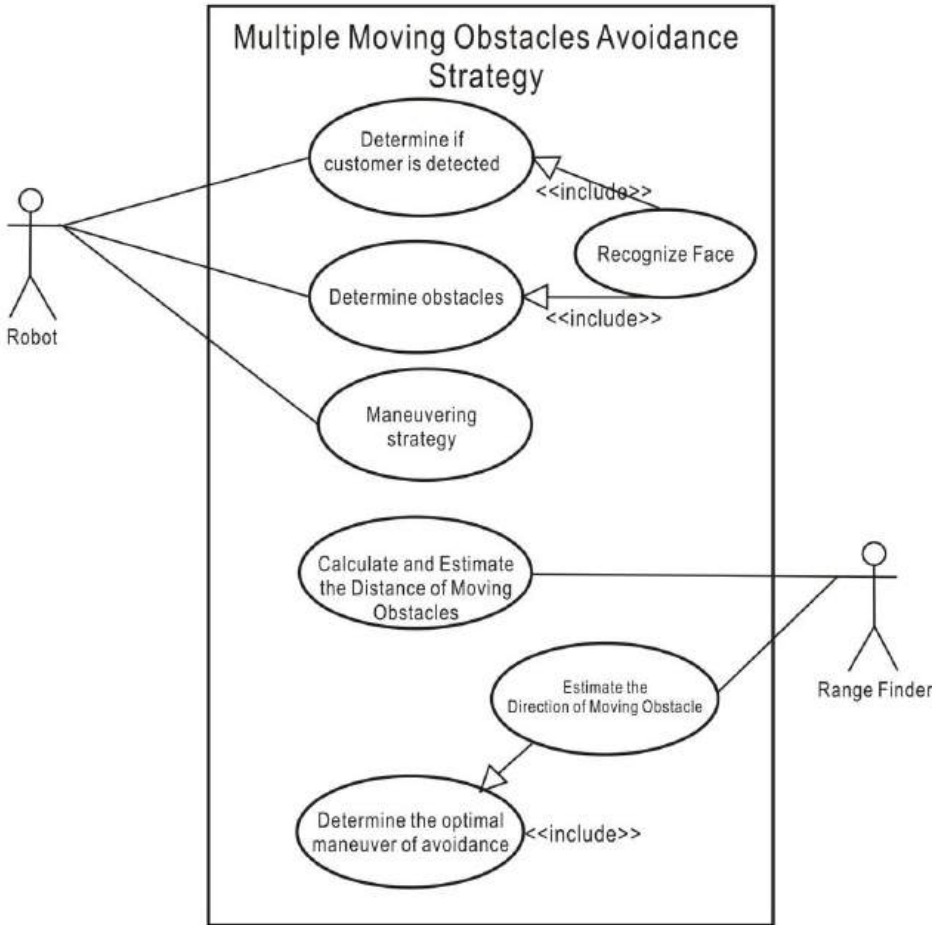 Multiple Moving Obstacles Avoidance
Strategy
Determine if
customer is detected
<<include>>
Recognize Face
Determine obstacles
<<include>>
Robot
Maneuvering
strategy
Calculate and Estimate
the Distance of Moving
Obstacles
Estimate the
Direction of Moving Obstacle
Range Finder
Determine the optimal
maneuver of avoidance
<<include>>